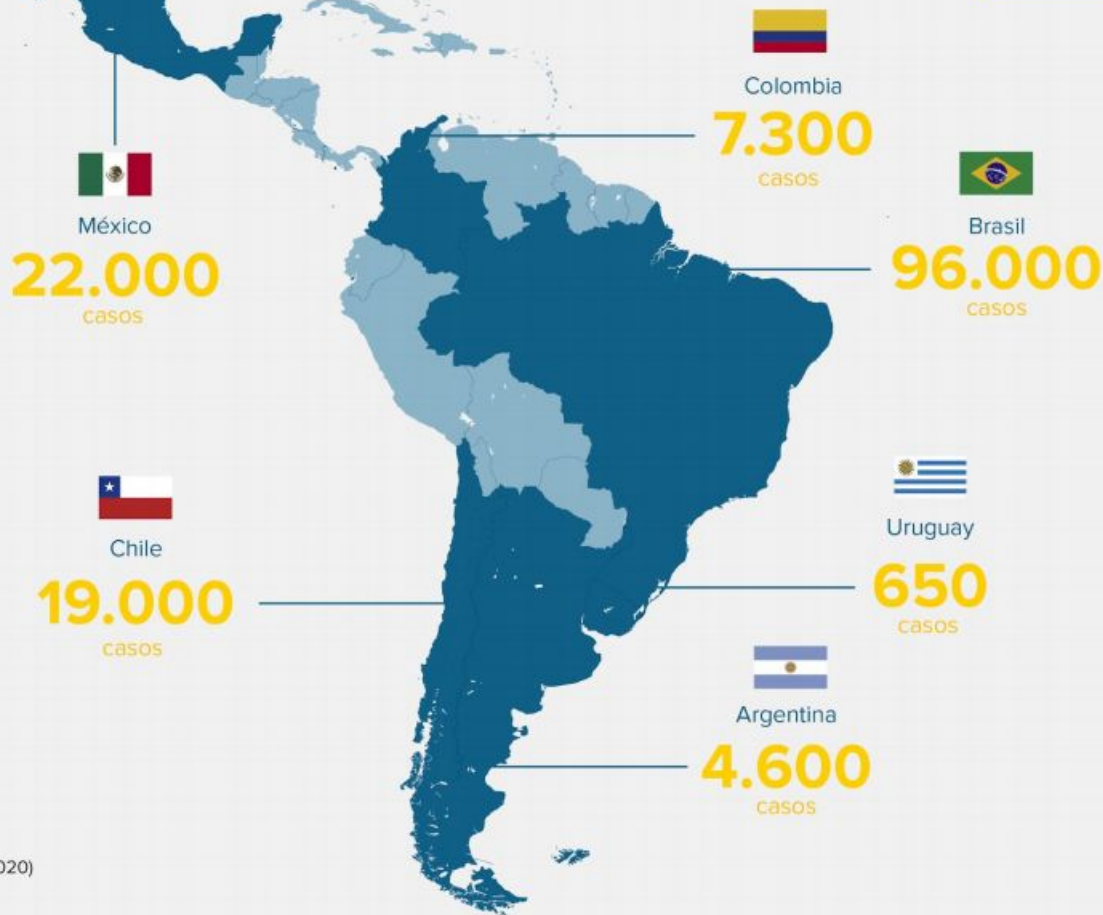 Colombia
7.300
casos
México
22.000
casos
Brasil
96.000
casos
Chile
19.000
casos
Uruguay
650
casos
Argentina
4.600
casos
020)